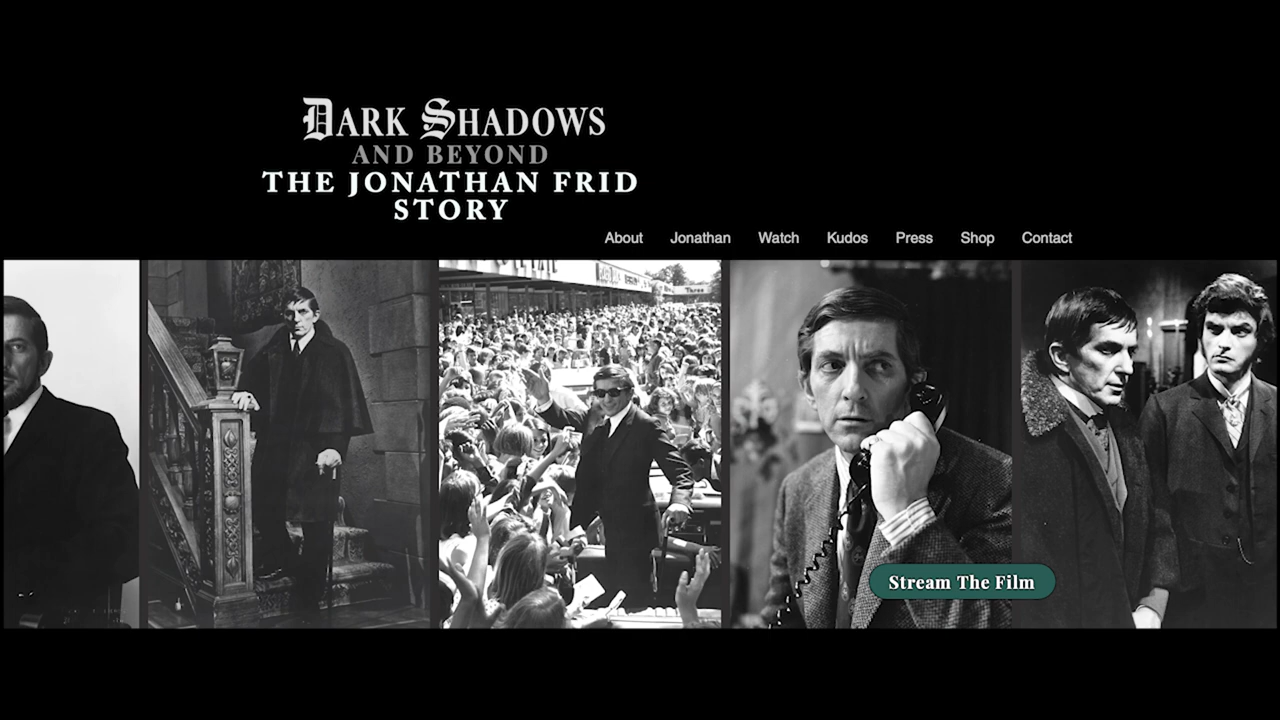 DARK SHADOWS
AND BEYOND
THE JONATHAN FRID
STORY
About Jonathan Watch Kudos Press Shop Contact
Stream The Film